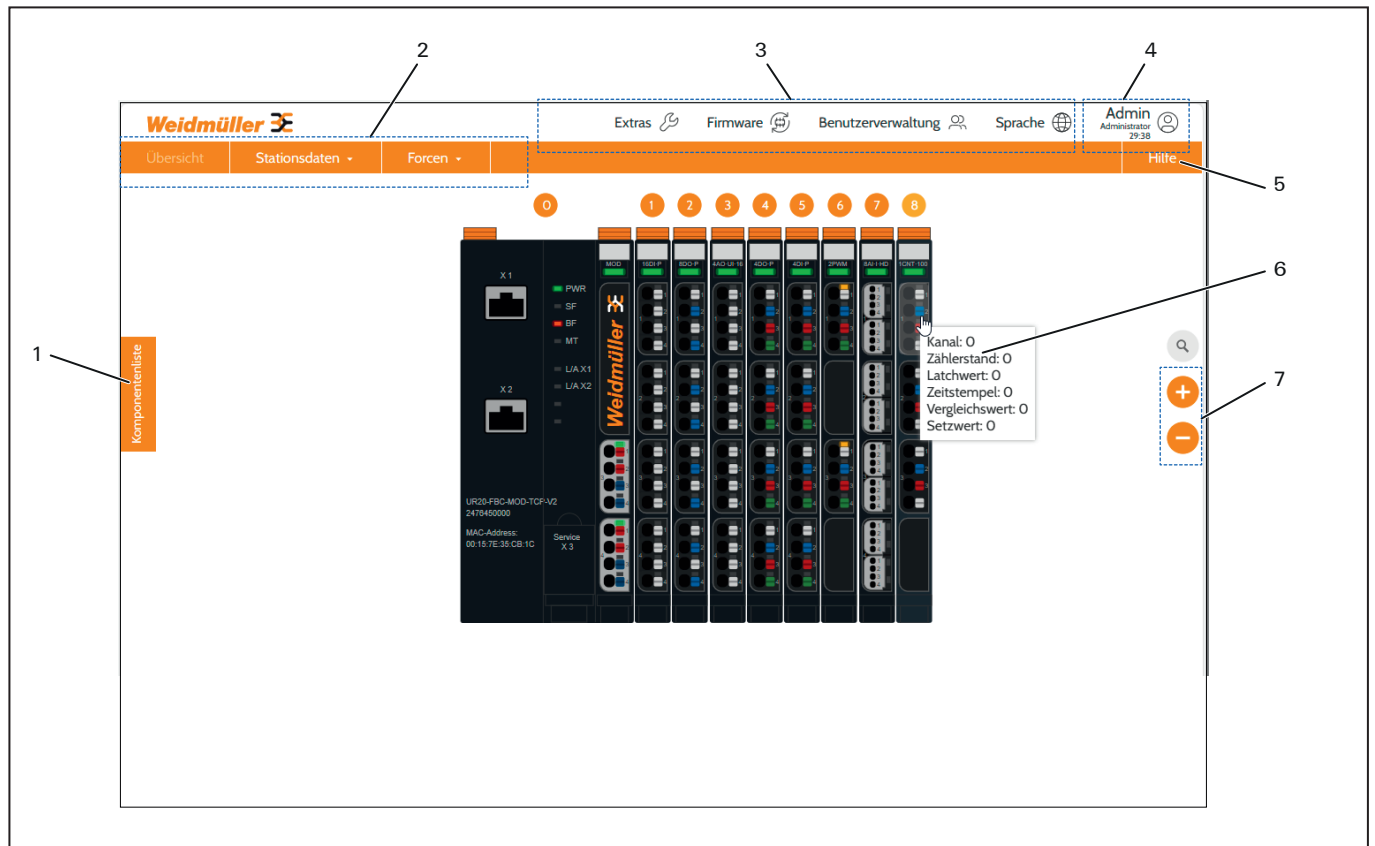 2
3
4
Weidmüller
Extras
Firmware
Benutzerverwaltung
Sprache
Admin
Administrator
29:38
Übersicht
Stationsdaten
Forcen
Hilfe
5
0
1
2
3
4
5
6
7
8
X 1
PWR
SF
BF
MT
L/A X1
L/A X2
X 2
MOD
16DI-P
8DO-P
4AO-UI-16
4DO-P
4DI-P
2PWM
8AI-I-HD
1CNT-100
Weidmüller
6
Kanal: 0
Zählerstand: 0
Latchwert: 0
Zeitstempel: 0
Vergleichswert: 0
Setzwert: 0
1
Komponentenliste
7
UR20-FBC-MOD-TCP-V2
2476450000
MAC-Address:
00:15:7E:35:CB:1C
Service
X 3